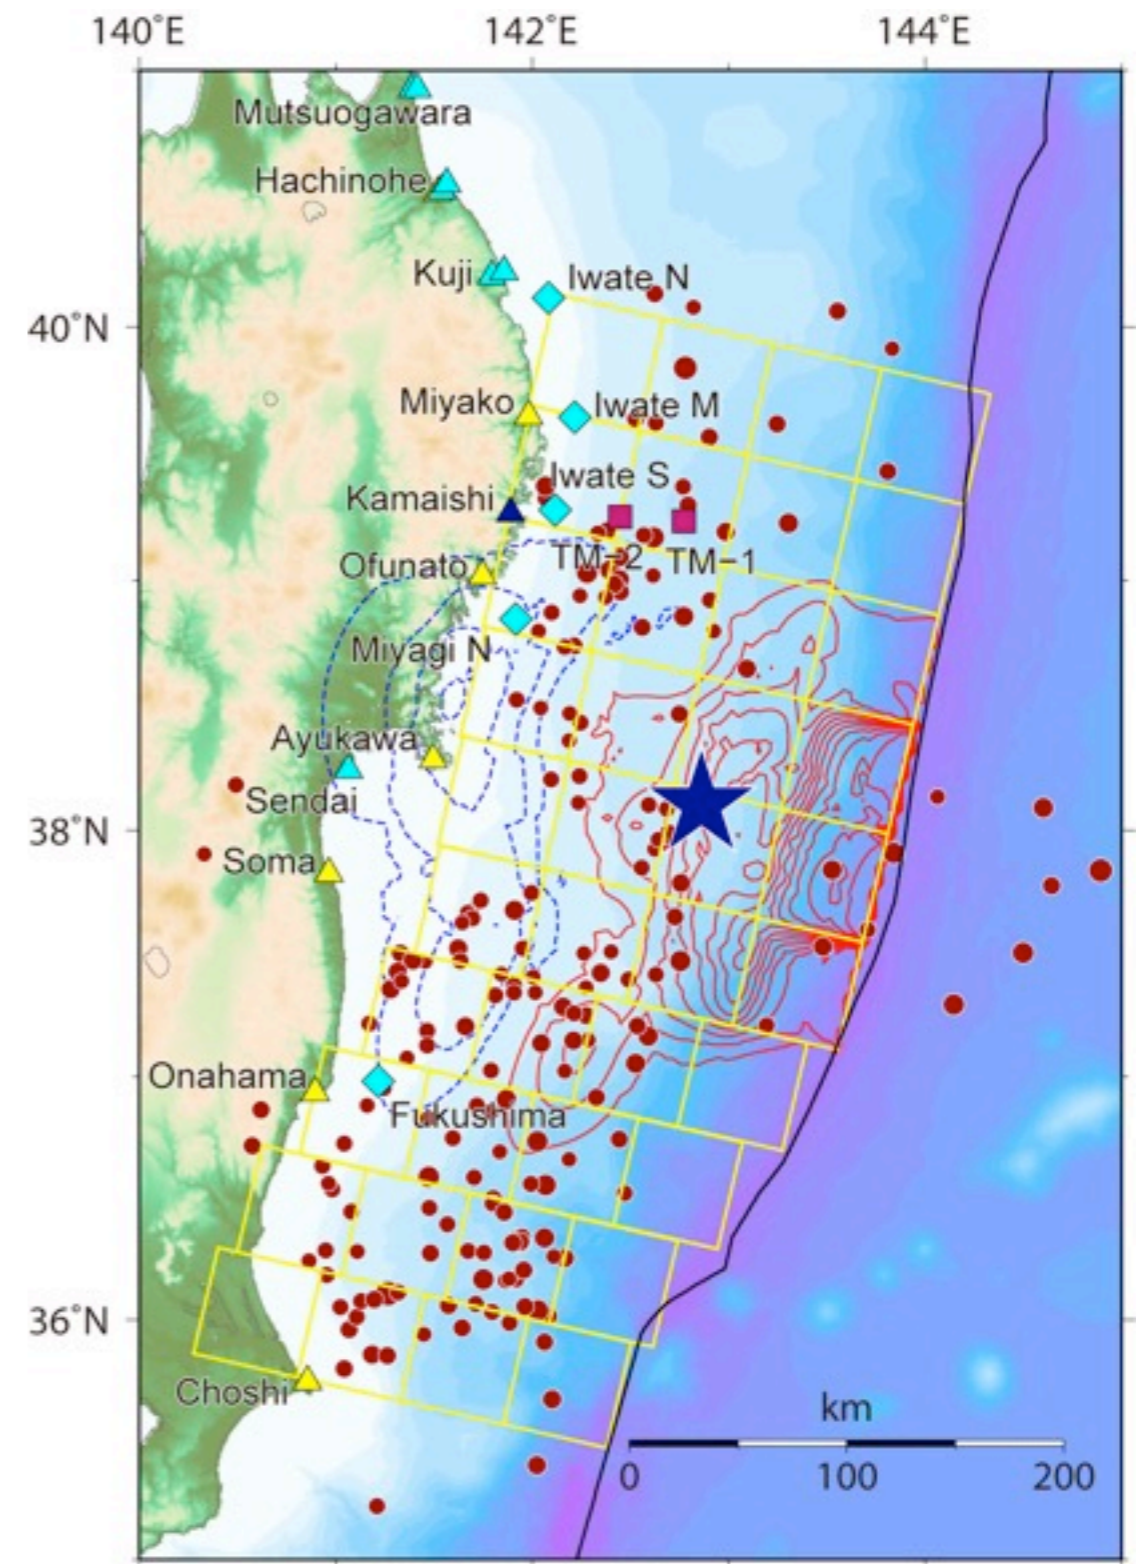 140˚E 142˚E 144˚E
Mutsuogawara
Hachinohe
Kuji
Iwate N
40˚N
Miyako
Iwate M
Iwate S
Kamaishi
TM-2 TM-1
Ofunato
Miyagi N
Ayukawa
Sendai
38˚N
Soma
Onahama
Fukushima
36˚N
Choshi
km
0 100 200